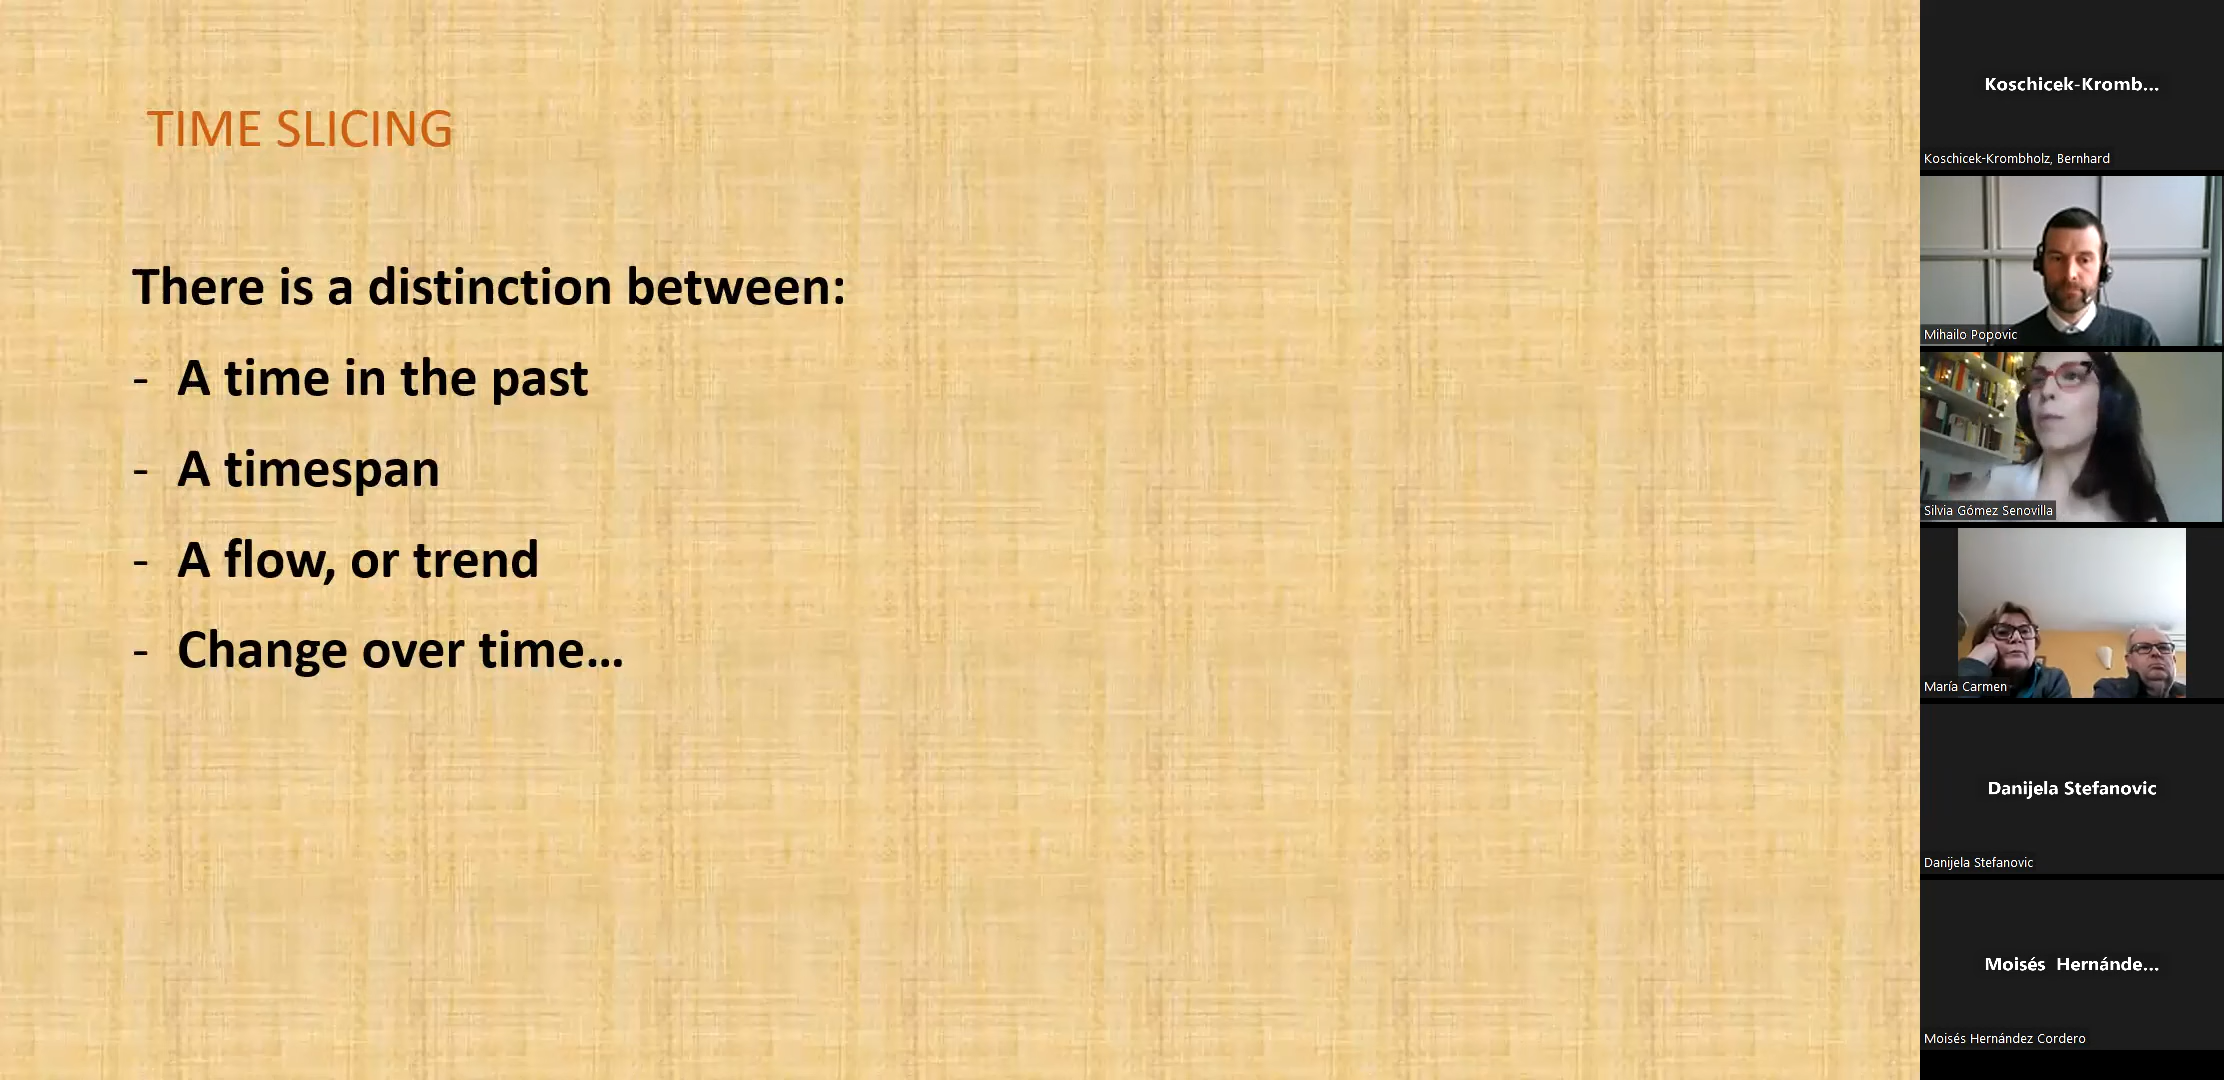 TIME SLICING
There is a distinction between:
- A time in the past
- A timespan
- A flow, or trend
- Change over time...
Koschicek-Kromb...
Koschicek-Krombholz, Bernhard
Mihailo Popovic
Silvia Gómez Senovilla
María Carmen
Danijela Stefanovic
Danijela Stefanovic
Moisés Hernánde...
Moisés Hernández Cordero